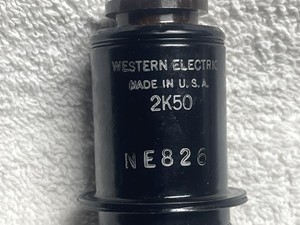 WESTERN ELECTRIC
MADE IN U.S.A.
2K50
NE826